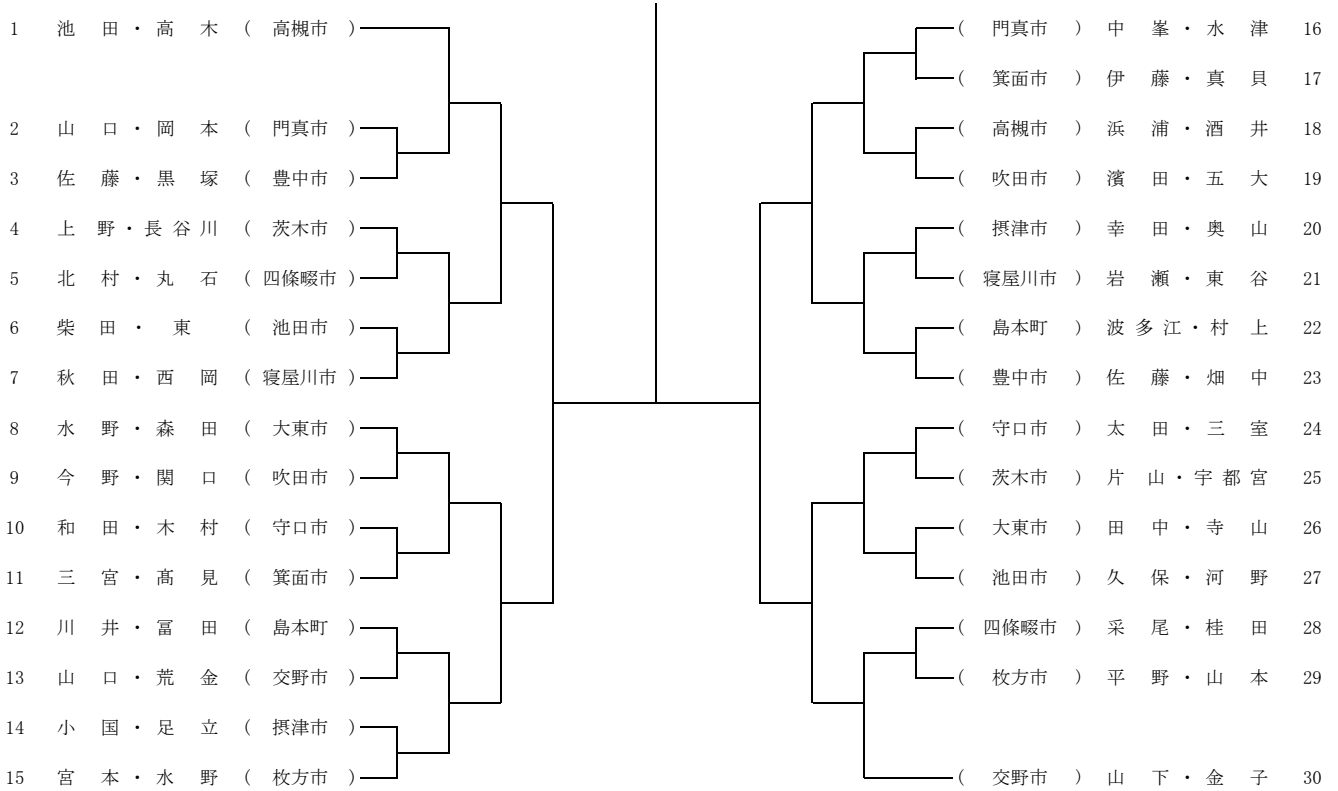 1 池田・高木 ( 高槻市 )
2 山口・岡本 ( 門真市 )
3 佐藤・黒塚 ( 豊中市 )
4 上野・長谷川 ( 茨木市 )
5 北村・丸石 ( 四條畷市 )
6 柴田・東 ( 池田市 )
7 秋田・西岡 ( 寝屋川市 )
8 水野・森田 ( 大東市 )
9 今野・関口 ( 吹田市 )
10 和田・木村 ( 守口市 )
11 三宮・髙見 ( 箕面市 )
12 川井・冨田 ( 島本町 )
13 山口・荒金 ( 交野市 )
14 小国・足立 ( 摂津市 )
15 宮本・水野 ( 枚方市 )
( 門真市 ) 中峯・水津 16
( 箕面市 ) 伊藤・真貝 17
( 高槻市 ) 浜浦・酒井 18
( 吹田市 ) 濱田・五大 19
( 摂津市 ) 幸田・奥山 20
( 寝屋川市 ) 岩瀬・東谷 21
( 島本町 ) 波多江・村上 22
( 豊中市 ) 佐藤・畑中 23
( 守口市 ) 太田・三室 24
( 茨木市 ) 片山・宇都宮 25
( 大東市 ) 田中・寺山 26
( 池田市 ) 久保・河野 27
( 四條畷市 ) 采尾・桂田 28
( 枚方市 ) 平野・山本 29
( 交野市 ) 山下・金子 30